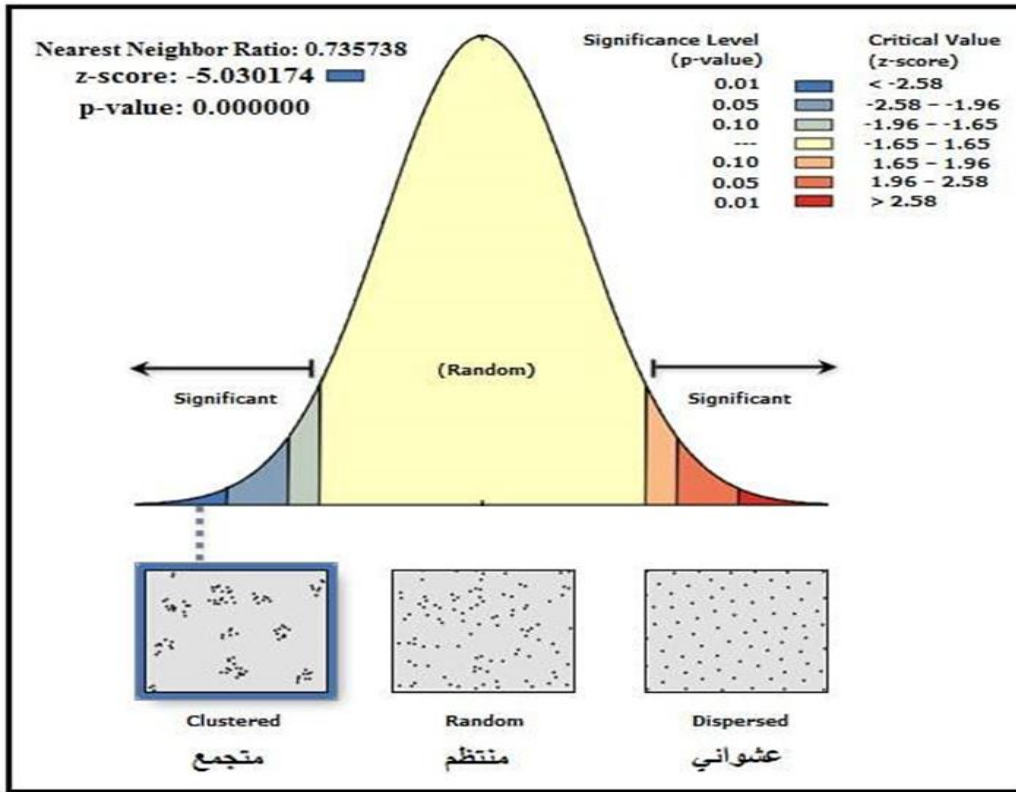 Nearest Neighbor Ratio: 0.735738
z-score: -5.030174
p-value: 0.000000
Significance Level
(p-value)
Critical Value
(z-score)
0.01 < -2.58
0.05 -2.58 – -1.96
0.10 -1.96 – -1.65
--- -1.65 – 1.65
0.10 1.65 – 1.96
0.05 1.96 – 2.58
0.01 > 2.58
(Random)
Significant
Significant
Clustered Random Dispersed
متجمع منتظم عشواني